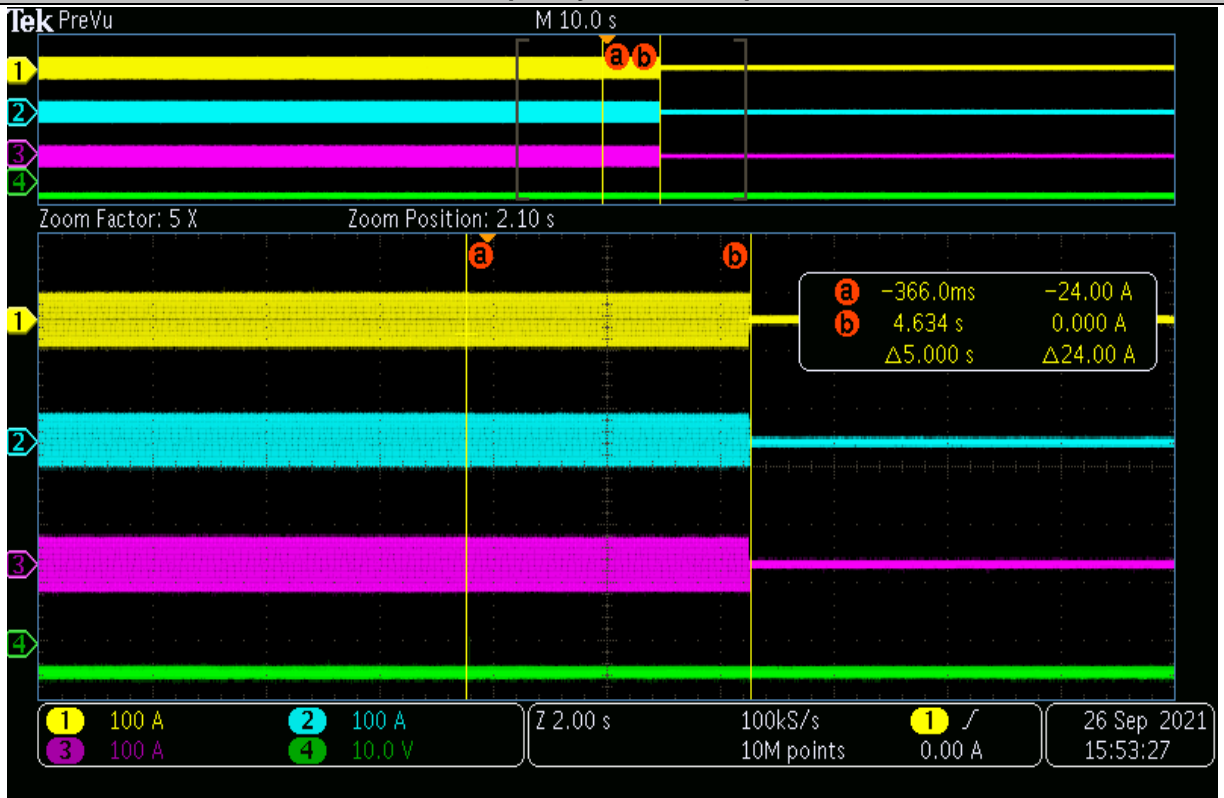 Tek PreVu M 10.0 s
a b
1
2
3
4
Zoom Factor: 5 X Zoom Position: 2.10 s
a b
a -366.0ms -24.00 A
b 4.634 s 0.000 A
△5.000 s △24.00 A
1
2
3
4
1 100 A 2 100 A Z 2.00 s 100kS/s 1 26 Sep 2021
3 100 A 4 10.0 V 10M points 0.00 A 15:53:27